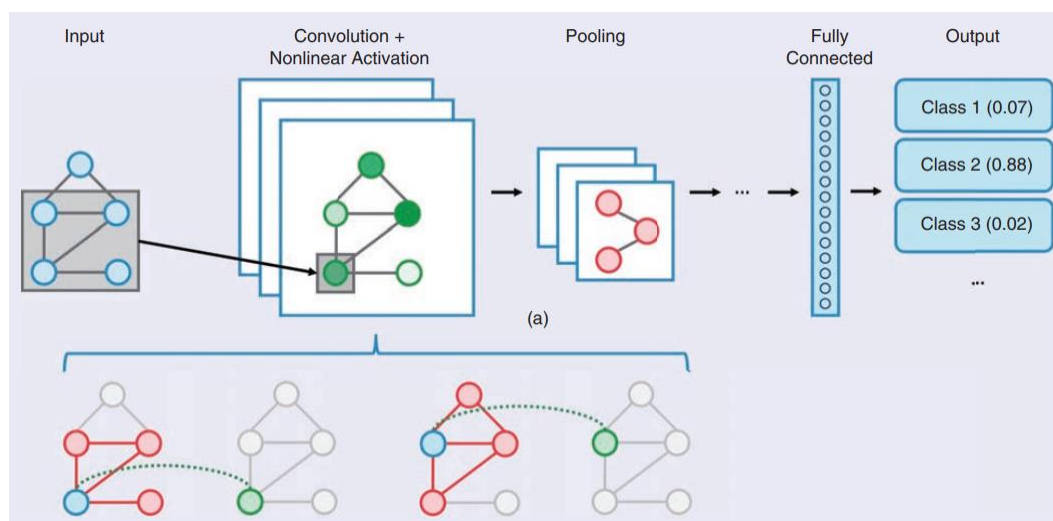 Input
Convolution +
Nonlinear Activation
Pooling
Fully
Connected
Output
Class 1 (0.07)
Class 2 (0.88)
...
Class 3 (0.02)
...
(a)